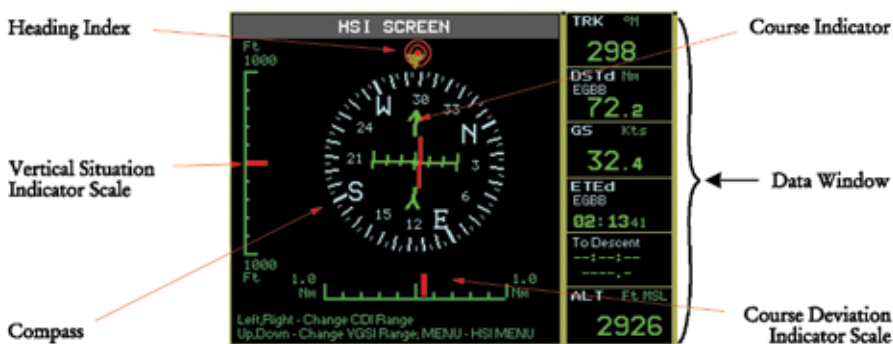 HSI SCREEN
Heading Index
Course Indicator
Vertical Situation
Indicator Scale
Data Window
Compass
Course Deviation
Indicator Scale
Ft
1000
1000
Ft
30
33
N
3
6
E
12
15
S
21
24
W
1.0
Nm
1.0
Nm
Left,Right - Change CDI Range
Up,Down - Change VGSI Range; MENU - HSI MENU
TRK °M
298
DSTd Nm
EGBB
72.2
GS Kts
32.4
ETEd
EGBB
02:1341
To Descent
--:--:--
----.-
ALT Ft MSL
2926